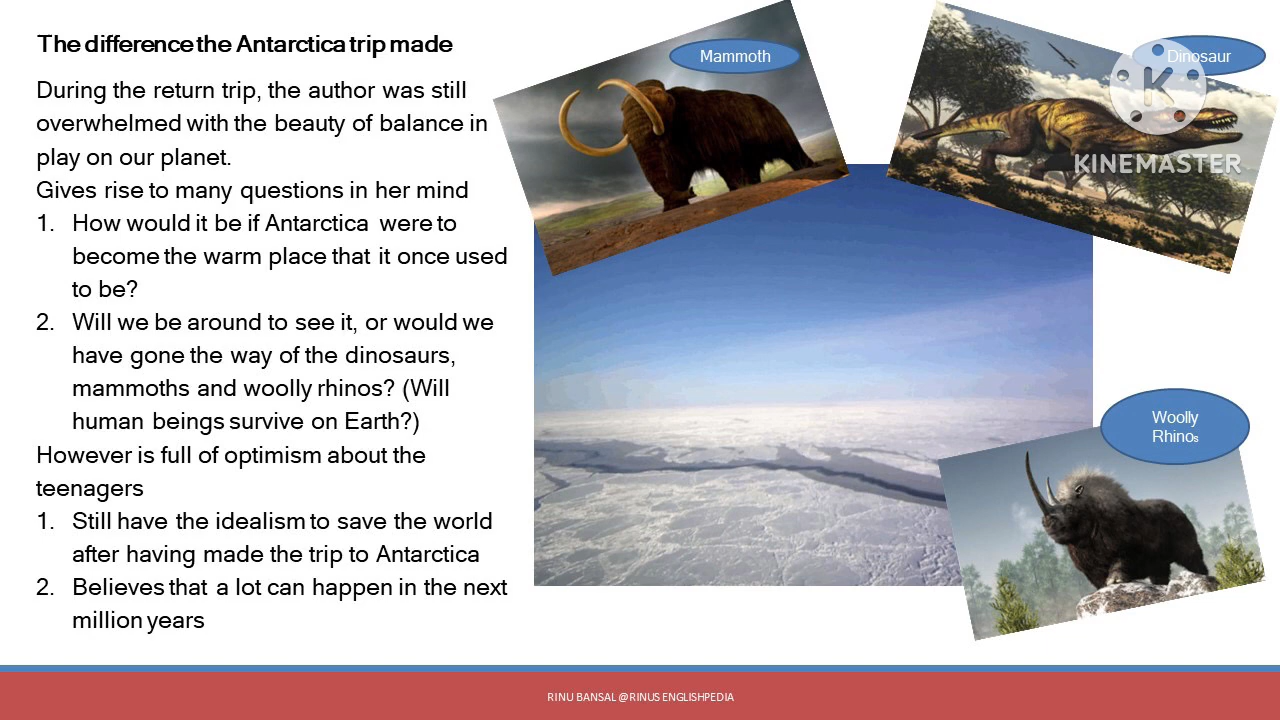 The difference the Antarctica trip made
During the return trip, the author was still
overwhelmed with the beauty of balance in
play on our planet.
Gives rise to many questions in her mind
1. How would it be if Antarctica were to
become the warm place that it once used
to be?
2. Will we be around to see it, or would we
have gone the way of the dinosaurs,
mammoths and woolly rhinos? (Will
human beings survive on Earth?)
However is full of optimism about the
teenagers
1. Still have the idealism to save the world
after having made the trip to Antarctica
2. Believes that a lot can happen in the next
million years
Mammoth
Dinosaur
K
KINEMASTER
Woolly
Rhinos
RINU BANSAL @RINUS ENGLISHPEDIA